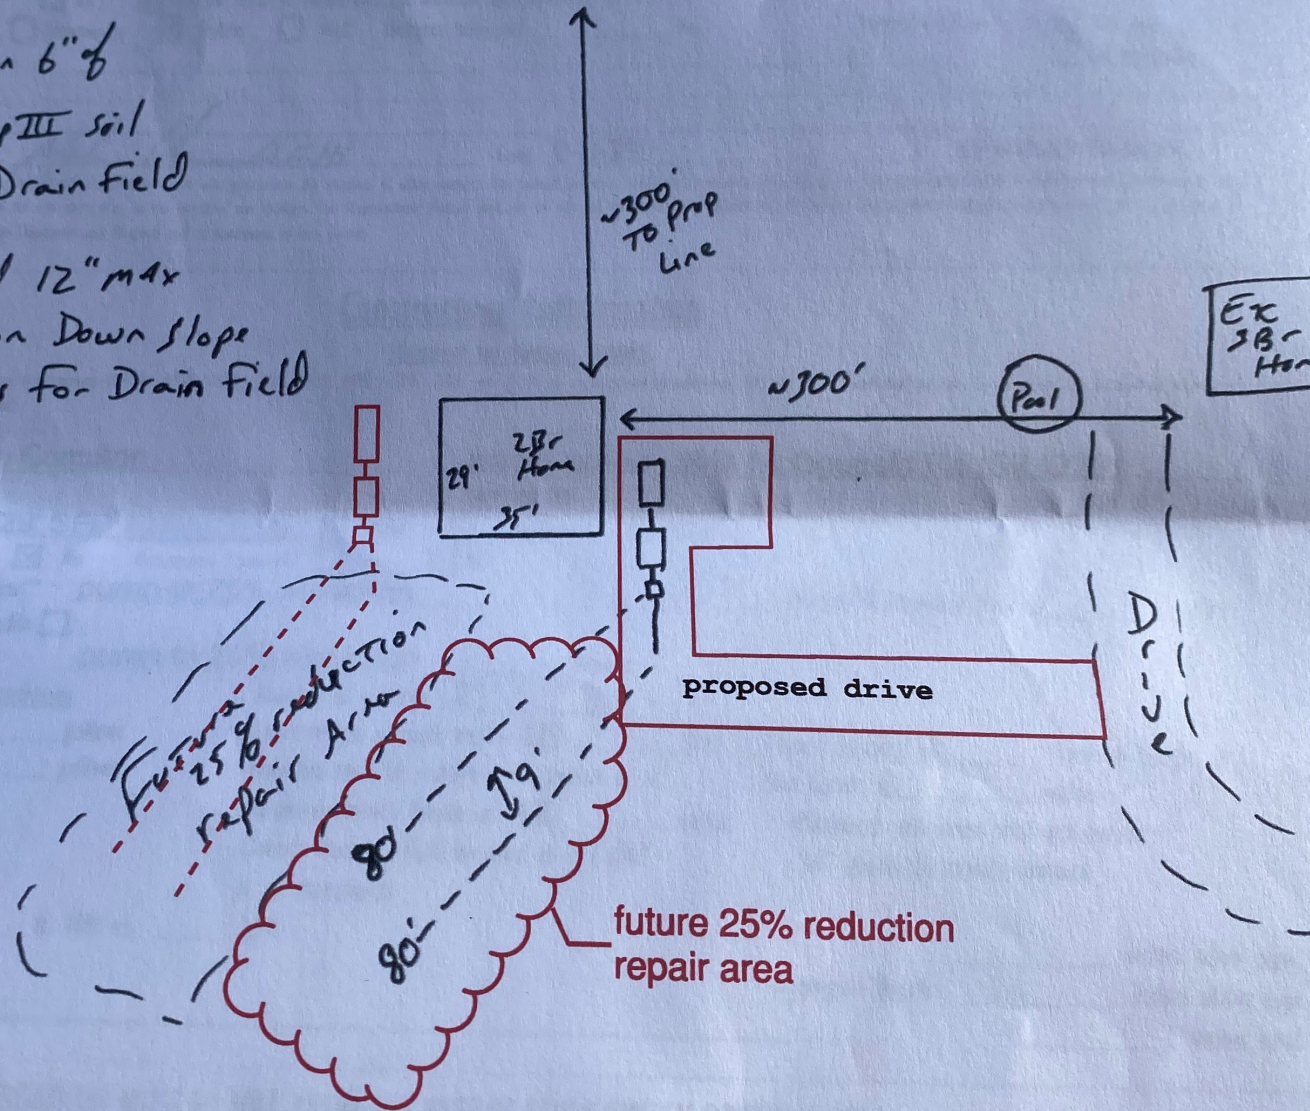 6" of
III soil
Drain Field
12" max
Down slope
for Drain Field
~300'
To prop
Line
Ex
3Br
~300'
Pool
2Br
Home
29'
35'
Drive
Future
25% reduction
repair Area
proposed drive
9'
80'
80'
future 25% reduction
repair area